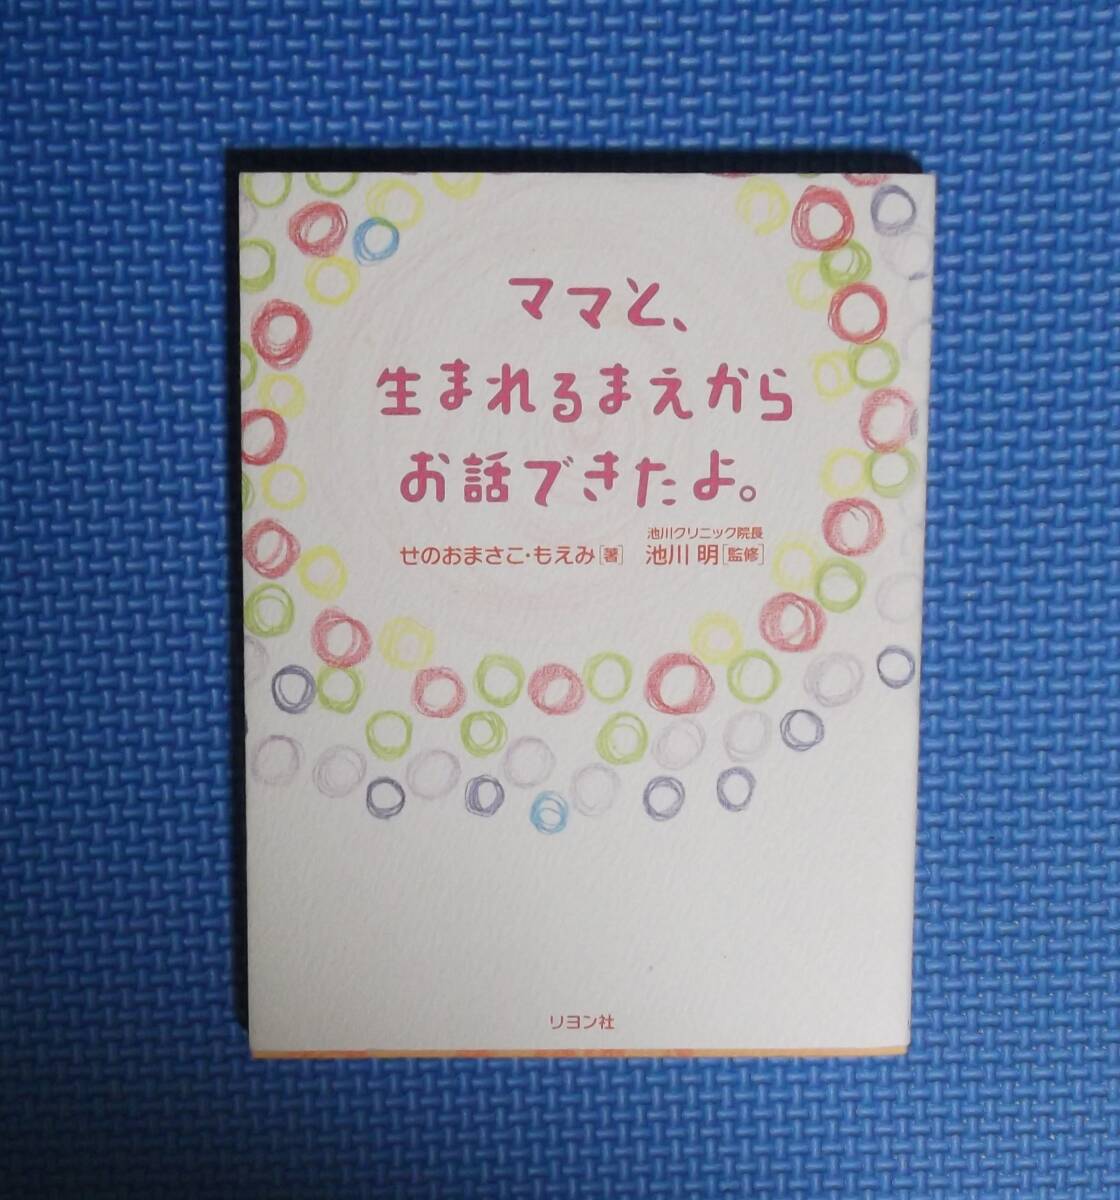 ママと、
生まれるまえから
お話できたよ。
池川クリニック院長
せのおまさこ・もえみ[著] 池川 明[監修]
リヨン社